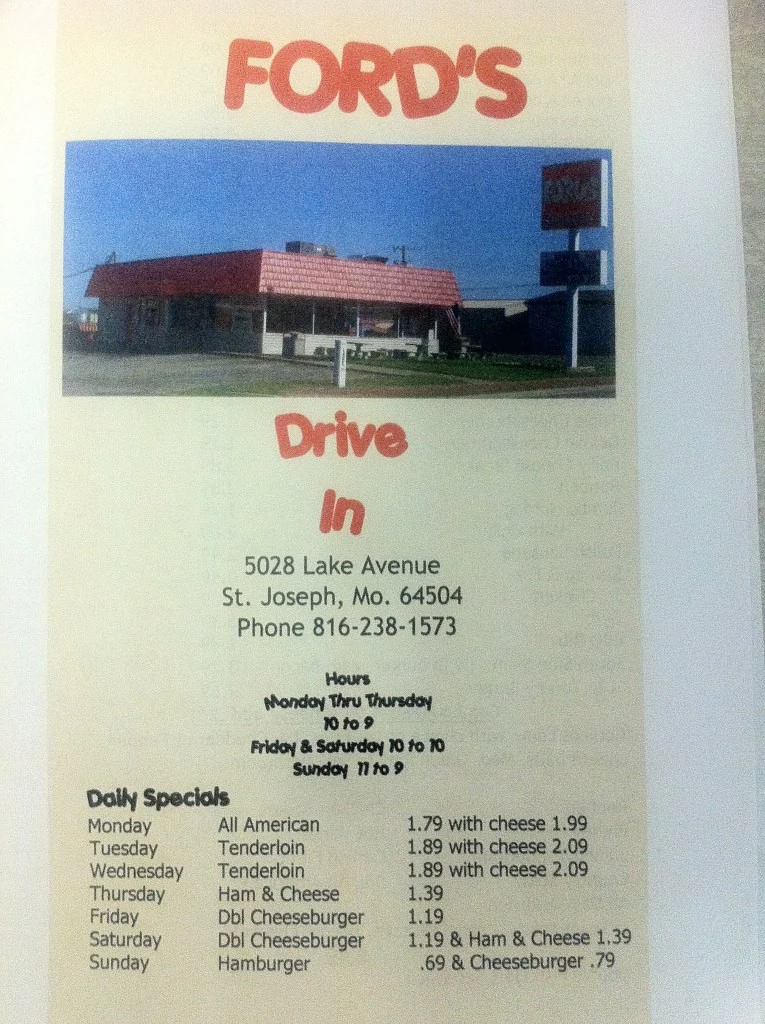 FORD'S
FORD'S
Drive
In
5028 Lake Avenue
St. Joseph, Mo. 64504
Phone 816-238-1573
Hours
Monday Thru Thursday
10 to 9
Friday & Saturday 10 to 10
Sunday 11 to 9
Daily Specials
Monday All American 1.79 with cheese 1.99
Tuesday Tenderloin 1.89 with cheese 2.09
Wednesday Tenderloin 1.89 with cheese 2.09
Thursday Ham & Cheese 1.39
Friday Dbl Cheeseburger 1.19
Saturday Dbl Cheeseburger 1.19 & Ham & Cheese 1.39
Sunday Hamburger .69 & Cheeseburger .79